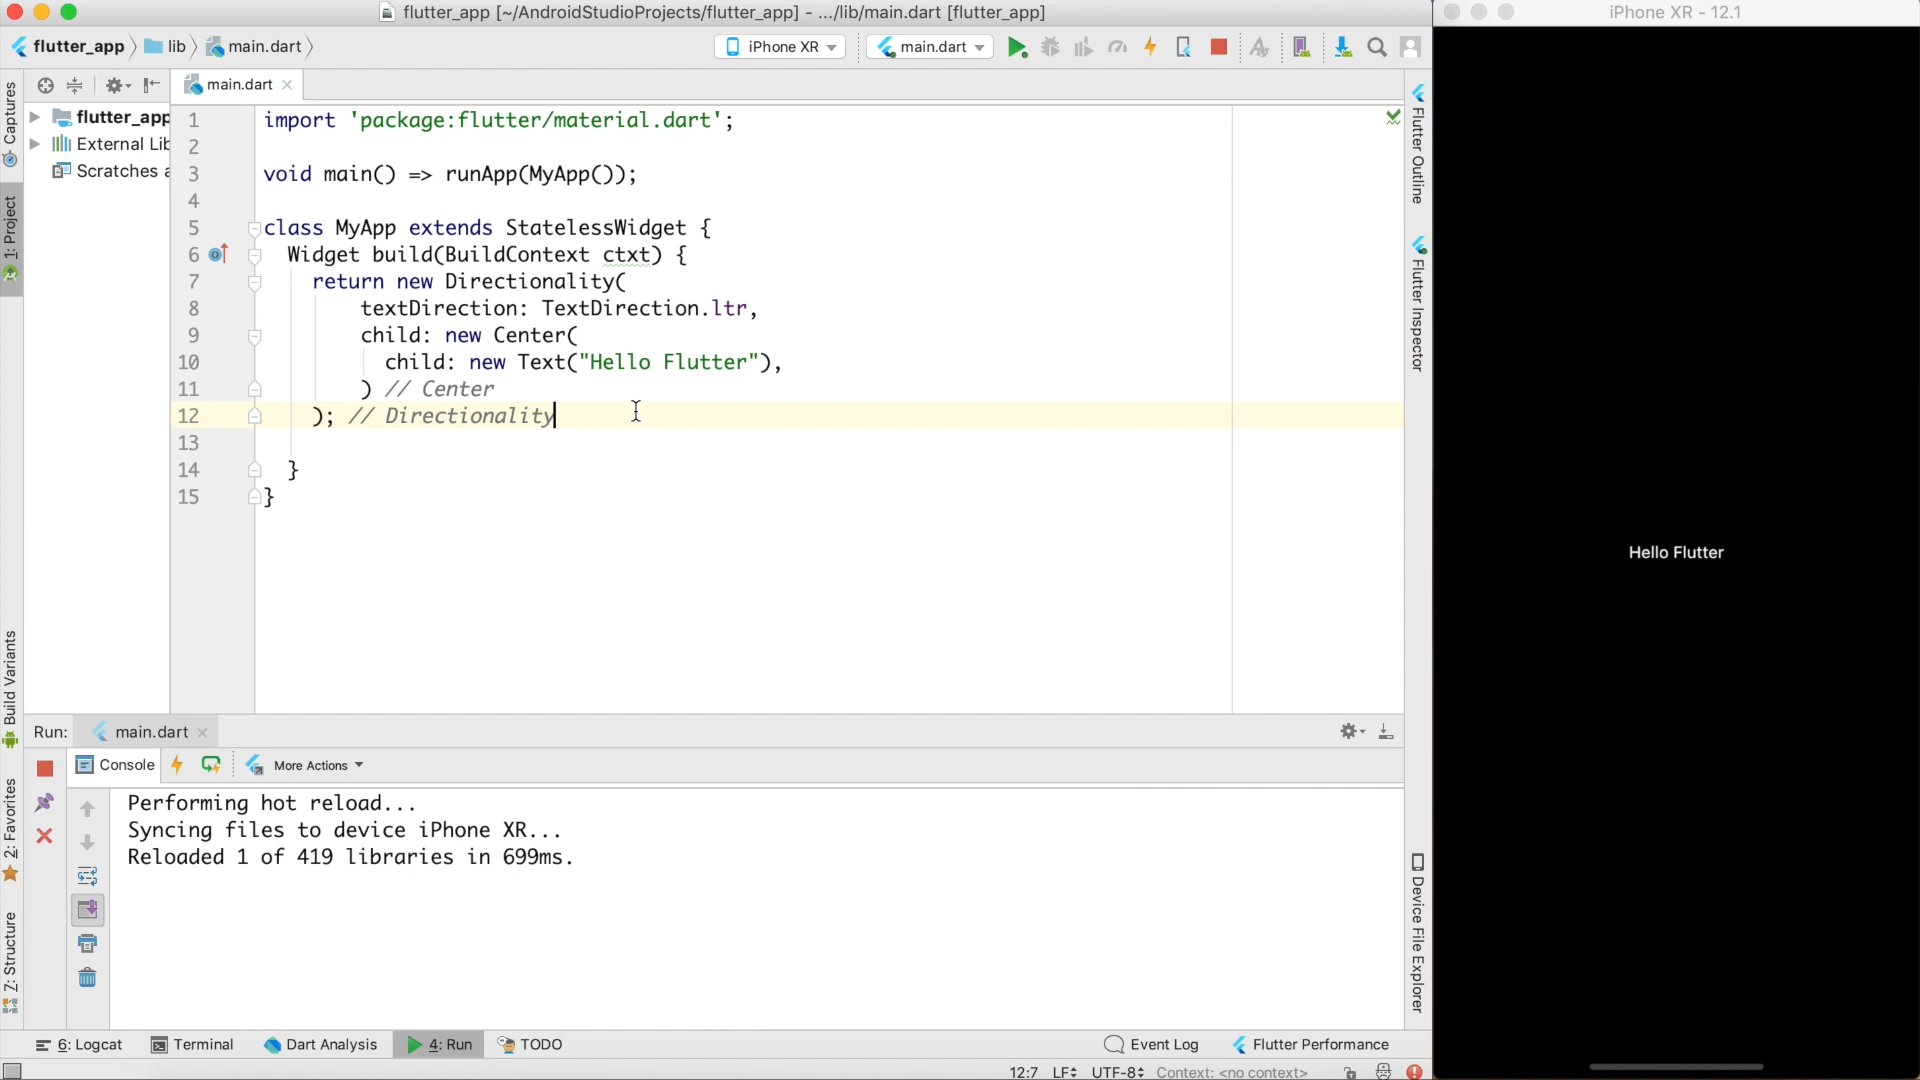 flutter_app [~/AndroidStudioProjects/flutter_app] - .../lib/main.dart [flutter_app]
iPhone XR - 12.1
flutter_app lib main.dart
iPhone XR main.dart
main.dart
1: Project
Captures
Build Variants
2: Favorites
Z: Structure
flutter_app
External Lib
Scratches a
1 import 'package:flutter/material.dart';
2
3 void main() => runApp(MyApp());
4
5 class MyApp extends StatelessWidget {
6 Widget build(BuildContext ctxt) {
7 return new Directionality(
8 textDirection: TextDirection.ltr,
9 child: new Center(
10 child: new Text("Hello Flutter"),
11 ) // Center
12 ); // Directionality
13
14 }
15 }
Flutter Outline
Flutter Inspector
Device File Explorer
Hello Flutter
Run: main.dart
Console More Actions
Performing hot reload...
Syncing files to device iPhone XR...
Reloaded 1 of 419 libraries in 699ms.
6: Logcat Terminal Dart Analysis 4: Run TODO Event Log Flutter Performance
12:7 LF UTF-8 Context: <no context>